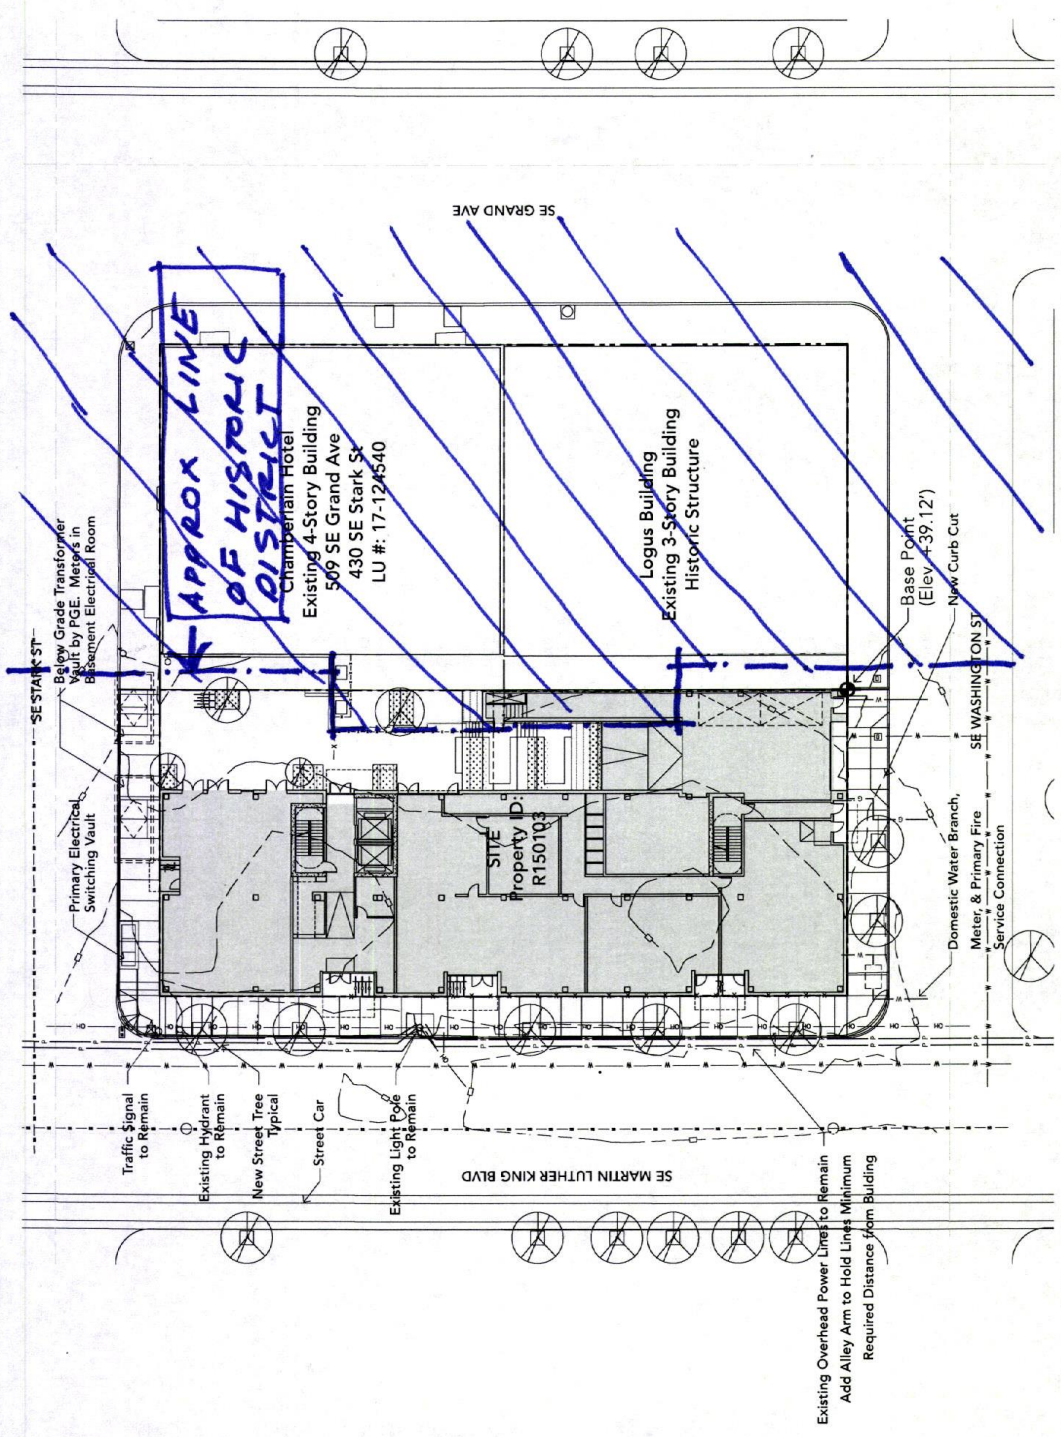 SE GRAND AVE
APPROX LINE
OF HISTORIC
DISTRICT
Chamberlain Hotel
Existing 4-Story Building
509 SE Grand Ave
430 SE Stark St
LU #: 17-124540
Logus Building
Existing 3-Story Building
Historic Structure
SE STARK ST
Below Grade Transformer
Vault by PGE. Meters in
Basement Electrical Room
Primary Electrical
Switching Vault
Base Point
(Elev. +39.12')
New Curb Cut
SE WASHINGTON ST
SITE
Property ID:
R150103
Domestic Water Branch,
Meter, & Primary Fire
Service Connection
Traffic Signal
to Remain
Existing Hydrant
to Remain
New Street Tree
Typical
Street Car
Existing Light Pole
to Remain
SE MARTIN LUTHER KING BLVD
Existing Overhead Power Lines to Remain
Add Alley Arm to Hold Lines Minimum
Required Distance from Bulding